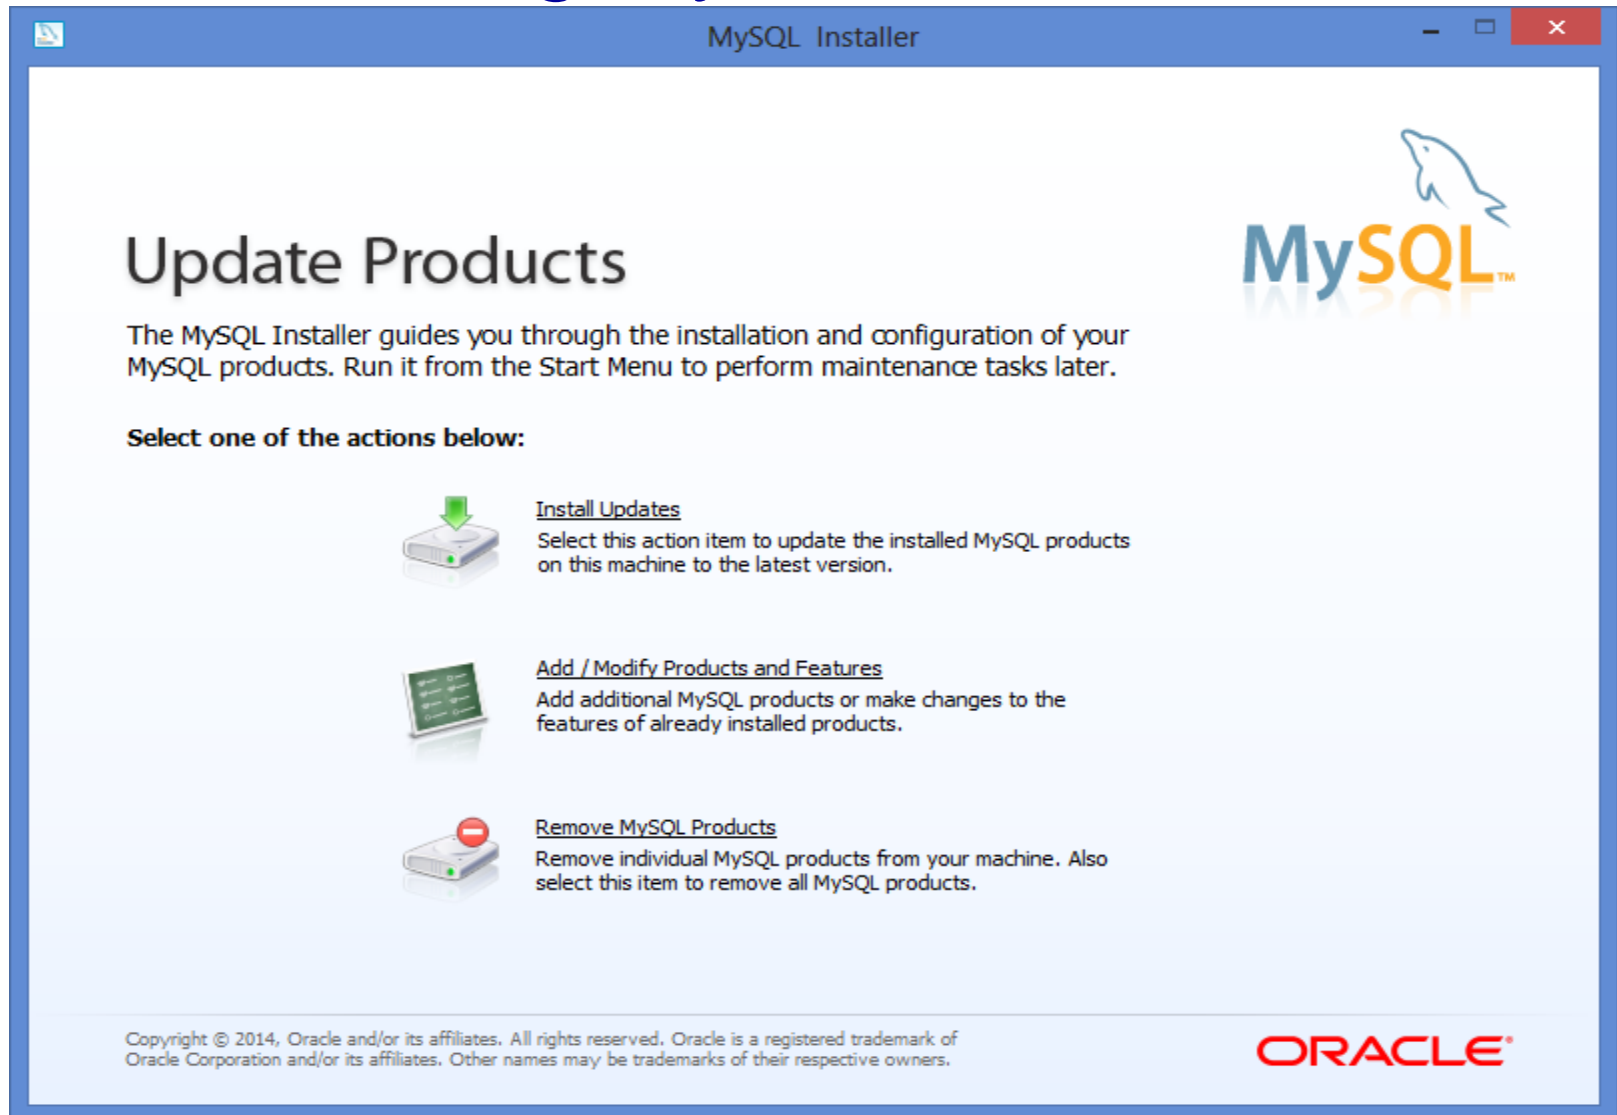 MySQL Installer
MySQL™
Update Products
The MySQL Installer guides you through the installation and configuration of your
MySQL products. Run it from the Start Menu to perform maintenance tasks later.
Select one of the actions below:
Install Updates
Select this action item to update the installed MySQL products
on this machine to the latest version.
Add / Modify Products and Features
Add additional MySQL products or make changes to the
features of already installed products.
Remove MySQL Products
Remove individual MySQL products from your machine. Also
select this item to remove all MySQL products.
Copyright © 2014, Oracle and/or its affiliates. All rights reserved. Oracle is a registered trademark of
Oracle Corporation and/or its affiliates. Other names may be trademarks of their respective owners.
ORACLE®